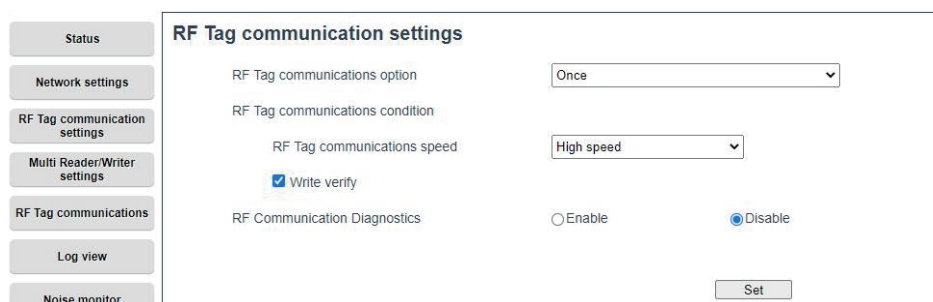 Status
Network settings
RF Tag communication
settings
Multi Reader/Writer
settings
RF Tag communications
Log view
Noise monitor
RF Tag communication settings
RF Tag communications option
Once
RF Tag communications condition
RF Tag communications speed
High speed
Write verify
RF Communication Diagnostics
Enable
Disable
Set